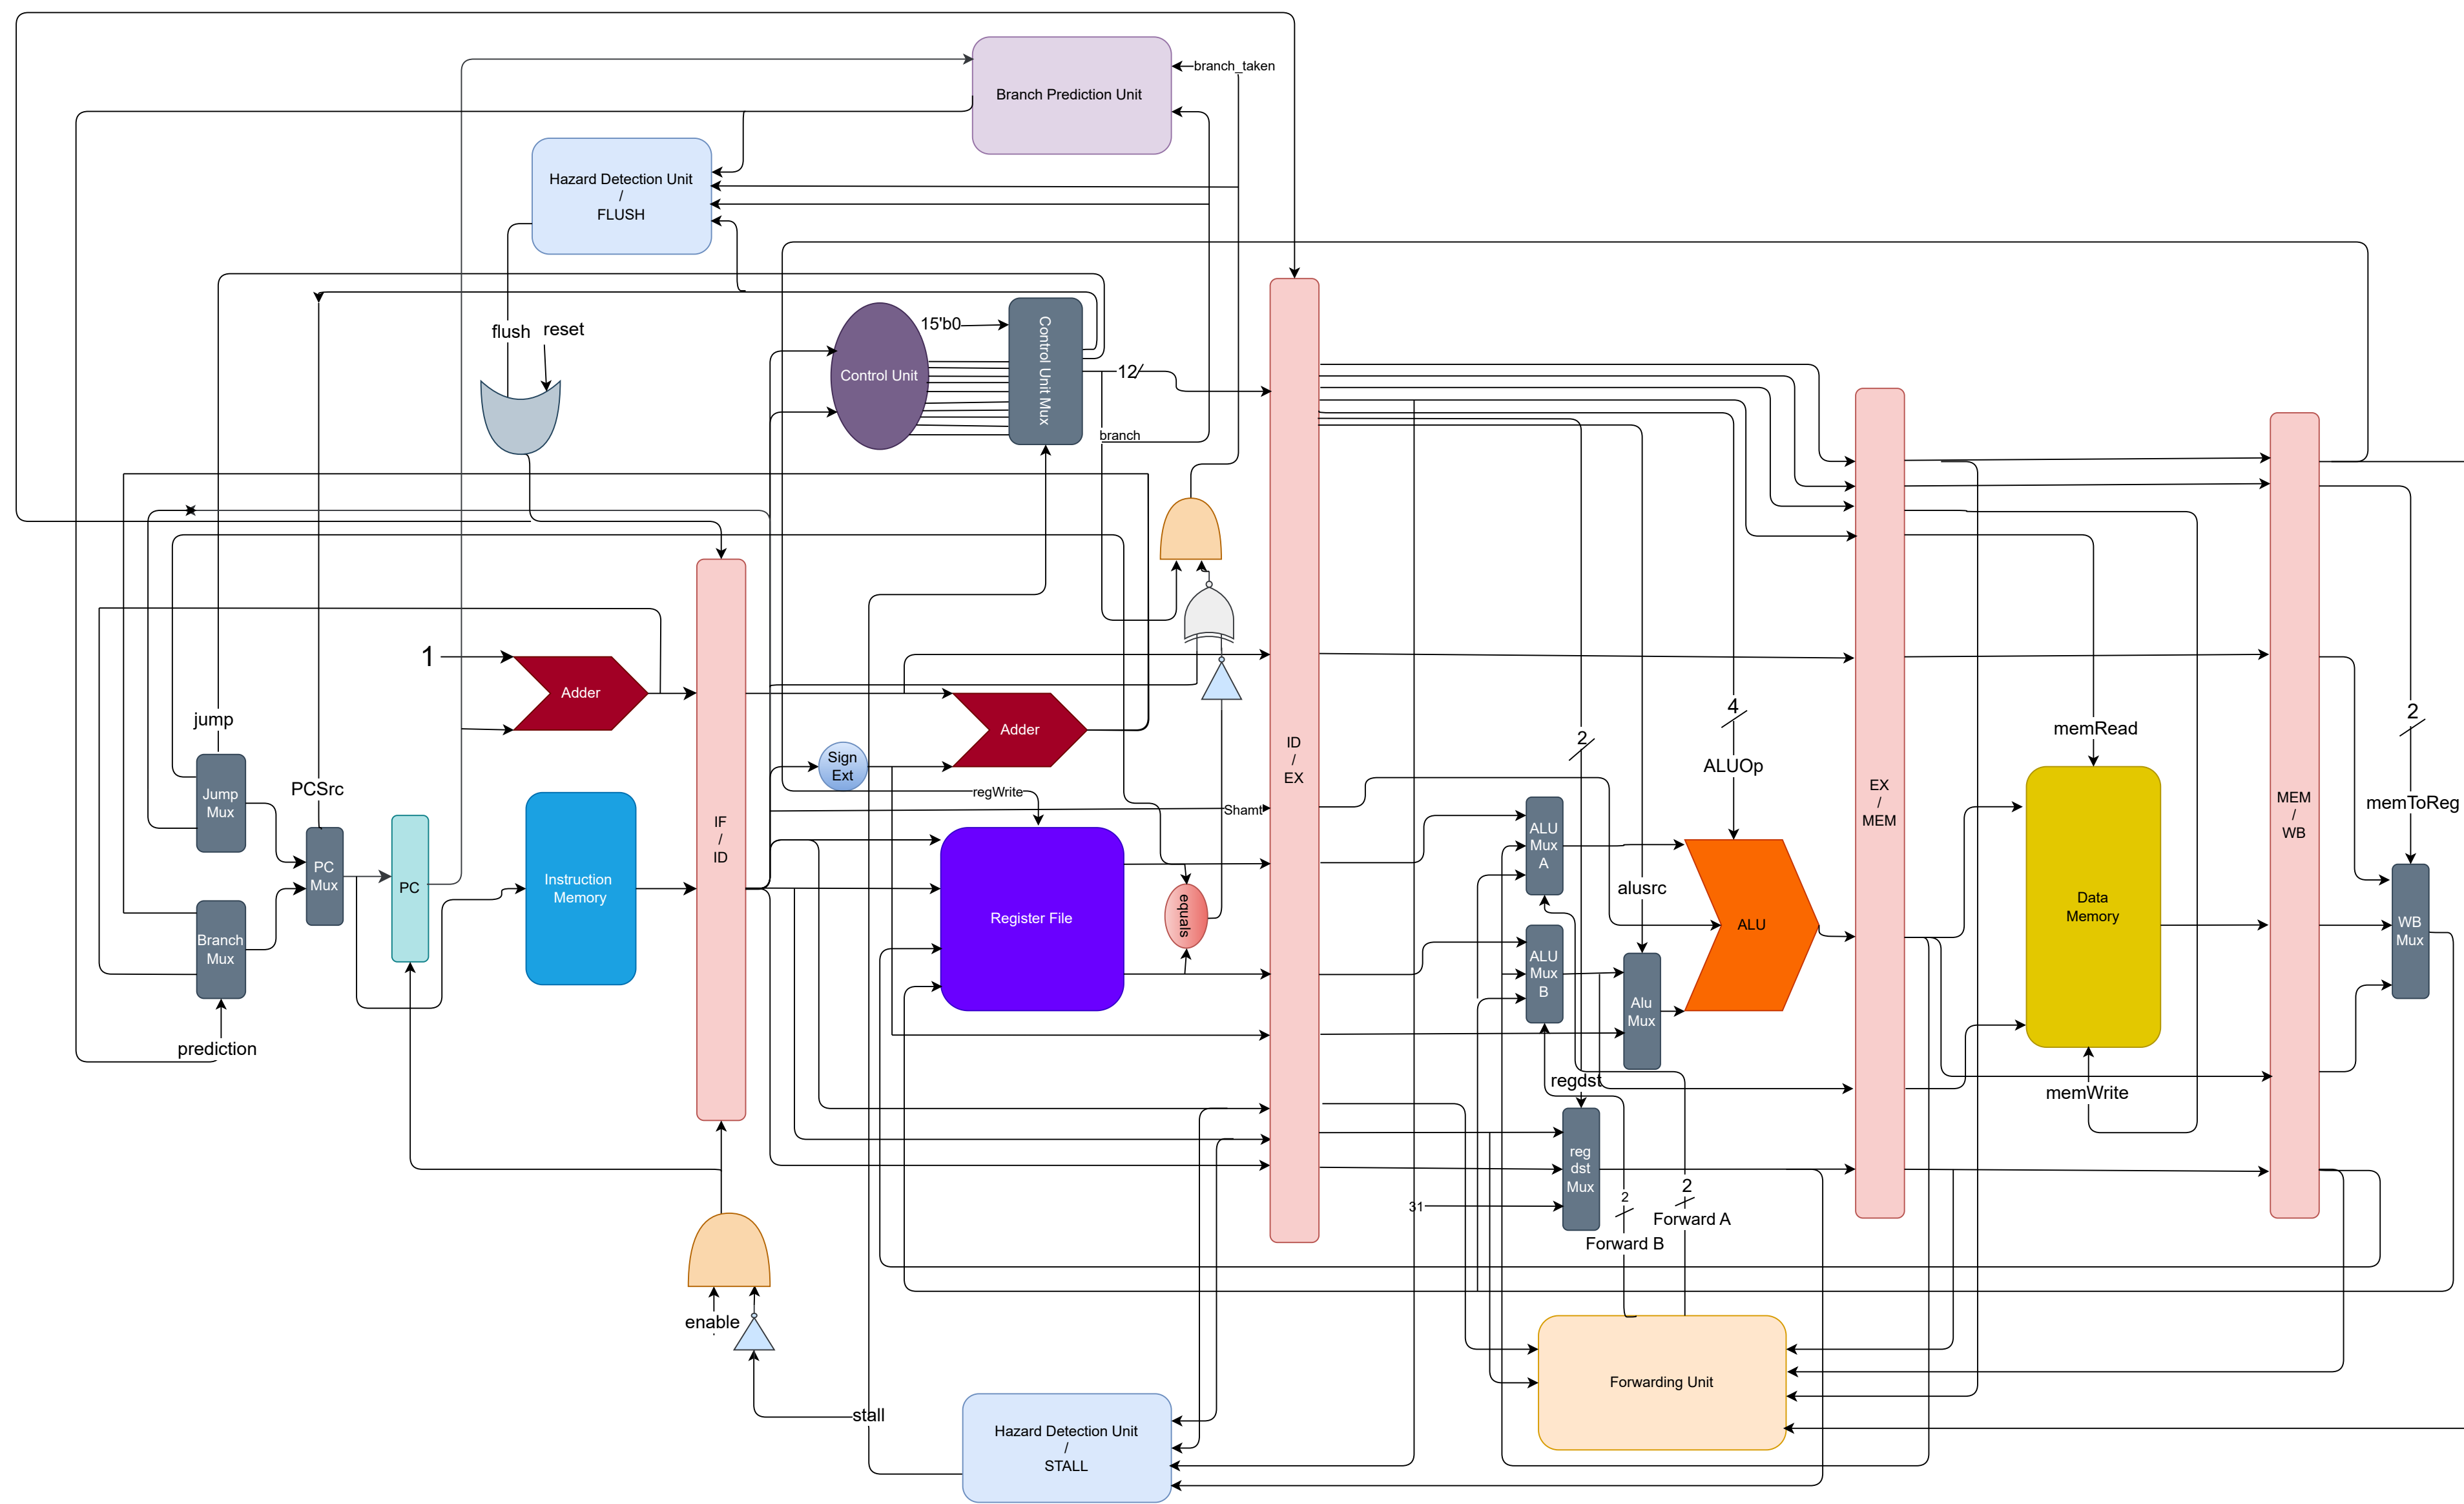 branch_taken
Branch Prediction Unit
Hazard Detection Unit
/
FLUSH
flush
reset
15'b0
Control Unit
Control Unit Mux
12
branch
1
Adder
Adder
jump
Jump
Mux
PCSrc
PC
Mux
PC
Branch
Mux
prediction
Instruction
Memory
IF
/
ID
Sign
Ext
regWrite
Shamt
Register File
equals
ID
/
EX
2
4
ALUOp
alusrc
ALU
Mux
A
ALU
Mux
B
Alu
Mux
ALU
regdst
reg
dst
Mux
31
2
Forward B
2
Forward A
EX
/
MEM
memRead
Data
Memory
memWrite
MEM
/
WB
2
memToReg
WB
Mux
enable
stall
Hazard Detection Unit
/
STALL
Forwarding Unit